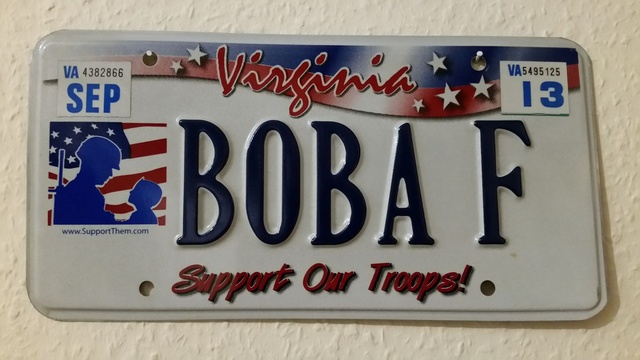 Virginia
VA 4382866
SEP
VA 5495125
13
BOBA F
www.SupportThem.com
Support Our Troops!